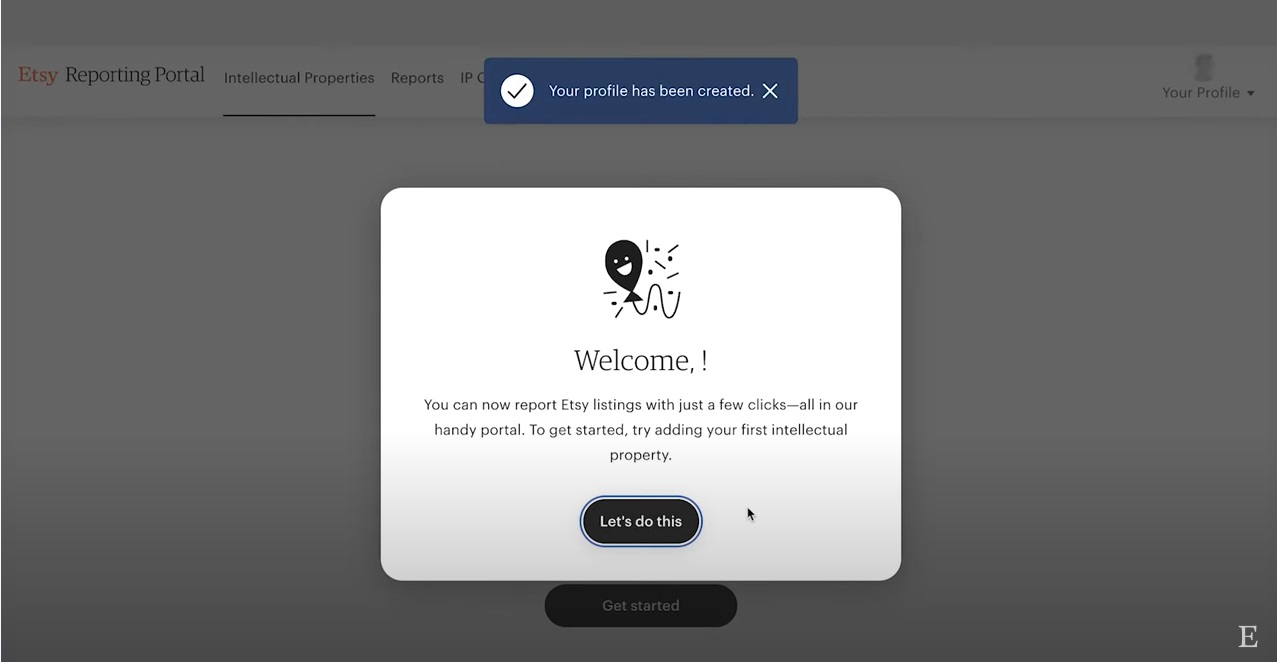 Etsy Reporting Portal Intellectual Properties Reports IP
Your profile has been created.
Your Profile
Welcome, !
You can now report Etsy listings with just a few clicks—all in our
handy portal. To get started, try adding your first intellectual
property.
Let's do this
Get started
E